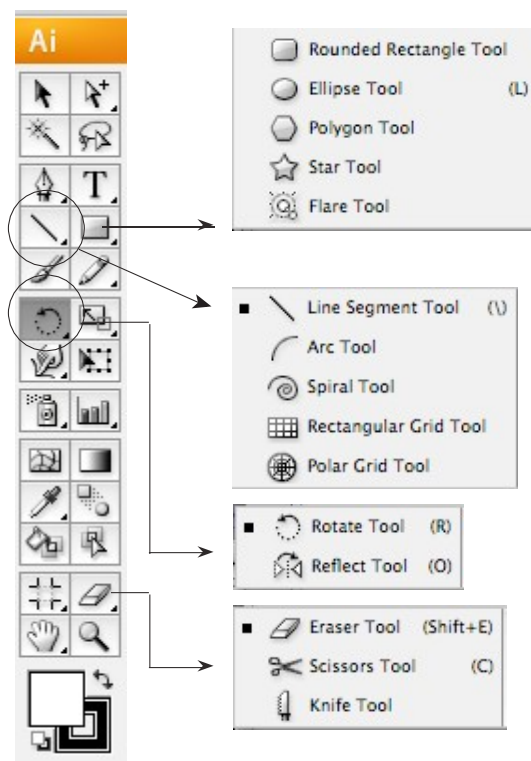 Ai
T
Rounded Rectangle Tool
Ellipse Tool (L)
Polygon Tool
Star Tool
Flare Tool
Line Segment Tool (\)
Arc Tool
Spiral Tool
Rectangular Grid Tool
Polar Grid Tool
Rotate Tool (R)
Reflect Tool (O)
Eraser Tool (Shift+E)
Scissors Tool (C)
Knife Tool